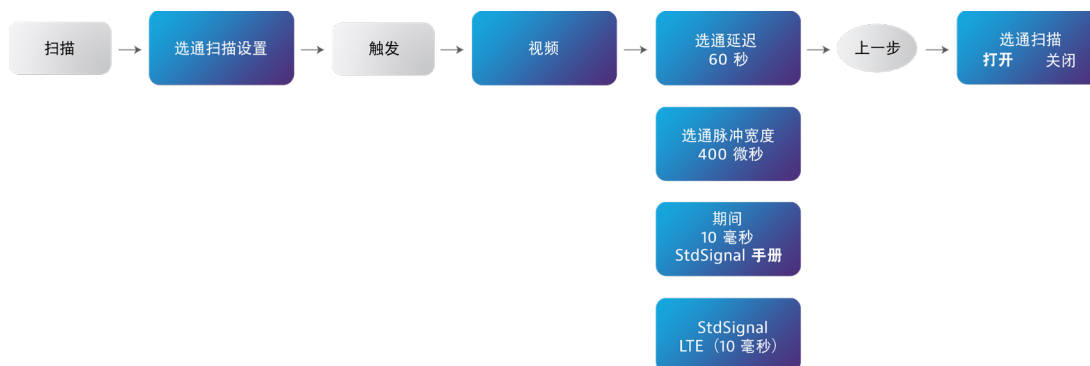 扫描
选通扫描设置
触发
视频
选通延迟
60 秒
上一步
选通扫描
打开 关闭
选通脉冲宽度
400 微秒
期间
10 毫秒
StdSignal 手册
StdSignal
LTE（10 毫秒）